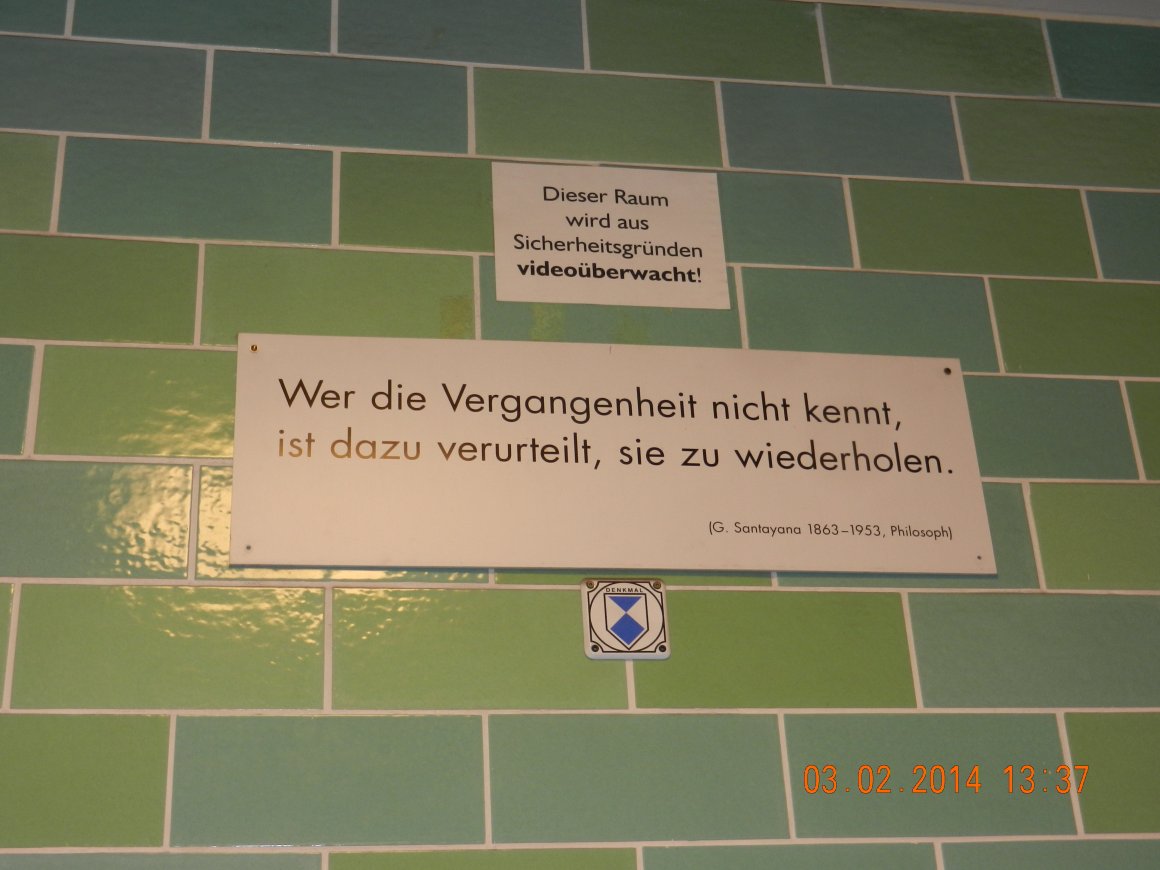 Dieser Raum
wird aus
Sicherheitsgründen
videoüberwacht!
Wer die Vergangenheit nicht kennt,
ist dazu verurteilt, sie zu wiederholen.
(G. Santayana 1863–1953, Philosoph)
DENKMAL
03.02.2014 13:37